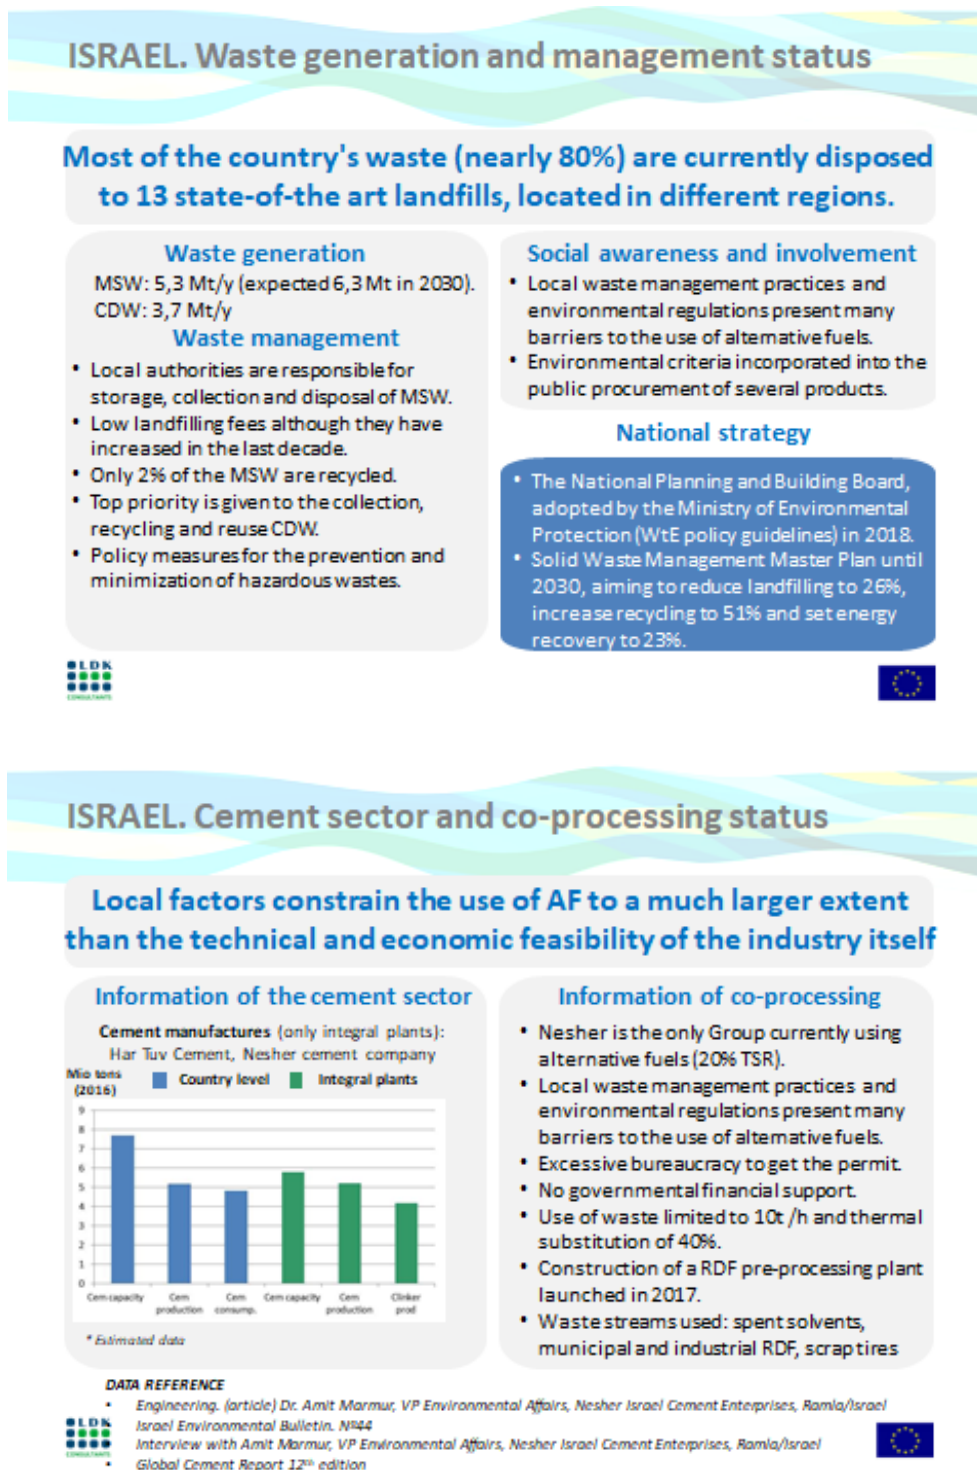 ISRAEL. Waste generation and management status
Most of the country's waste (nearly 80%) are currently disposed
to 13 state-of-the art landfills, located in different regions.
Waste generation
MSW: 5,3 Mt/y (expected 6,3 Mt in 2030).
CDW: 3,7 Mt/y
Waste management
• Local authorities are responsible for
storage, collection and disposal of MSW.
• Low landfilling fees although they have
increased in the last decade.
• Only 2% of the MSW are recycled.
• Top priority is given to the collection,
recycling and reuse CDW.
• Policy measures for the prevention and
minimization of hazardous wastes.
Social awareness and involvement
• Local waste management practices and
environmental regulations present many
barriers to the use of alternative fuels.
• Environmental criteria incorporated into the
public procurement of several products.
National strategy
• The National Planning and Building Board,
adopted by the Ministry of Environmental
Protection (WtE policy guidelines) in 2018.
• Solid Waste Management Master Plan until
2030, aiming to reduce landfilling to 26%,
increase recycling to 51% and set energy
recovery to 23%.
LDK
CONSULTANTS
ISRAEL. Cement sector and co-processing status
Local factors constrain the use of AF to a much larger extent
than the technical and economic feasibility of the industry itself
Information of the cement sector
Cement manufactures (only integral plants):
Har Tuv Cement, Nesher cement company
Mio tons
(2016)
Country level
Integral plants
9
8
7
6
5
4
3
2
1
0
Cem capacity
Cem
production
Cem
consump.
Cem capacity
Cem
production
Clinker
prod
* Estimated data
Information of co-processing
• Nesher is the only Group currently using
alternative fuels (20% TSR).
• Local waste management practices and
environmental regulations present many
barriers to the use of alternative fuels.
• Excessive bureaucracy to get the permit.
• No governmental financial support.
• Use of waste limited to 10t /h and thermal
substitution of 40%.
• Construction of a RDF pre-processing plant
launched in 2017.
• Waste streams used: spent solvents,
municipal and industrial RDF, scrap tires
DATA REFERENCE
• Engineering. (article) Dr. Amit Marmur, VP Environmental Affairs, Nesher Israel Cement Enterprises, Ramla/Israel
Israel Environmental Bulletin. Nº44
Interview with Amit Marmur, VP Environmental Affairs, Nesher Israel Cement Enterprises, Ramla/Israel
• Global Cement Report 12th edition
LDK
CONSULTANTS